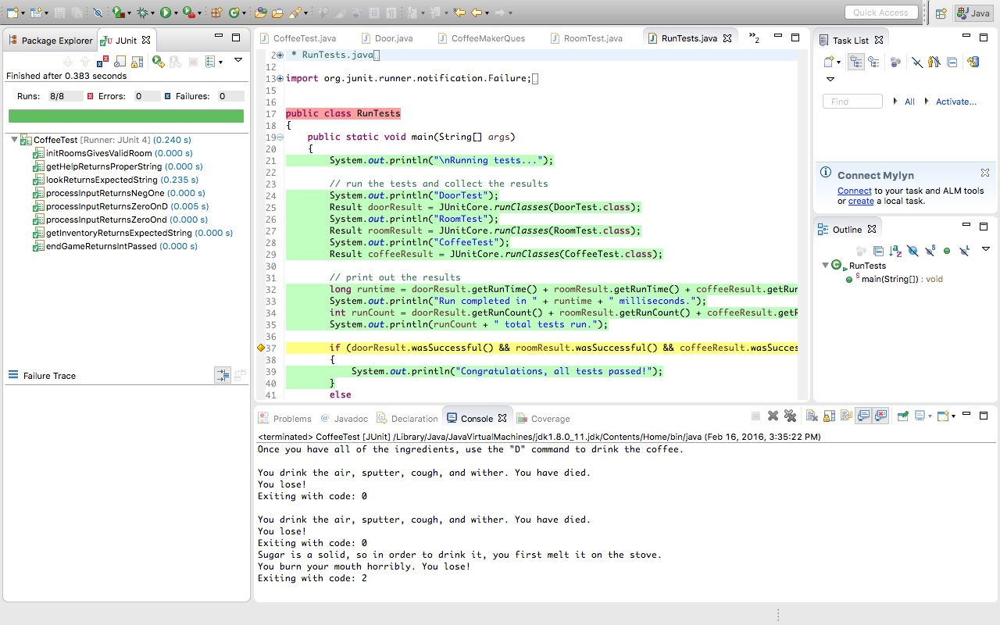 Quick Access
Java
Package Explorer
JUnit
Finished after 0.383 seconds
Runs: 8/8 Errors: 0 Failures: 0
CoffeeTest [Runner: JUnit 4] (0.240 s)
initRoomsGivesValidRoom (0.000 s)
getHelpReturnsProperString (0.000 s)
lookReturnsExpectedString (0.235 s)
processInputReturnsNegOne (0.000 s)
processInputReturnsZeroOnD (0.005 s)
processInputReturnsZeroOnd (0.000 s)
getInventoryReturnsExpectedString (0.000 s)
endGameReturnsIntPassed (0.000 s)
Failure Trace
CoffeeTest.java
Door.java
CoffeeMakerQues
RoomTest.java
RunTests.java
»2
2 * RunTests.java
12
13 import org.junit.runner.notification.Failure;
15
16
17 public class RunTests
18 {
19 public static void main(String[] args)
20 {
21 System.out.println("\nRunning tests...");
22
23 // run the tests and collect the results
24 System.out.println("DoorTest");
25 Result doorResult = JUnitCore.runClasses(DoorTest.class);
26 System.out.println("RoomTest");
27 Result roomResult = JUnitCore.runClasses(RoomTest.class);
28 System.out.println("CoffeeTest");
29 Result coffeeResult = JUnitCore.runClasses(CoffeeTest.class);
30
31 // print out the results
32 long runtime = doorResult.getRunTime() + roomResult.getRunTime() + coffeeResult.getRun
33 System.out.println("Run completed in " + runtime + " milliseconds.");
34 int runCount = doorResult.getRunCount() + roomResult.getRunCount() + coffeeResult.getR
35 System.out.println(runCount + " total tests run.");
36
37 if (doorResult.wasSuccessful() && roomResult.wasSuccessful() && coffeeResult.wasSucces
38 {
39 System.out.println("Congratulations, all tests passed!");
40 }
41 else
Task List
Find
All
Activate...
Connect Mylyn
Connect to your task and ALM tools
or create a local task.
Outline
RunTests
main(String[]) : void
Problems
@ Javadoc
Declaration
Console
Coverage
<terminated> CoffeeTest [JUnit] /Library/Java/JavaVirtualMachines/jdk1.8.0_11.jdk/Contents/Home/bin/java (Feb 16, 2016, 3:35:22 PM)
Once you have all of the ingredients, use the "D" command to drink the coffee.
You drink the air, sputter, cough, and wither. You have died.
You lose!
Exiting with code: 0
You drink the air, sputter, cough, and wither. You have died.
You lose!
Exiting with code: 0
Sugar is a solid, so in order to drink it, you first melt it on the stove.
You burn your mouth horribly. You lose!
Exiting with code: 2